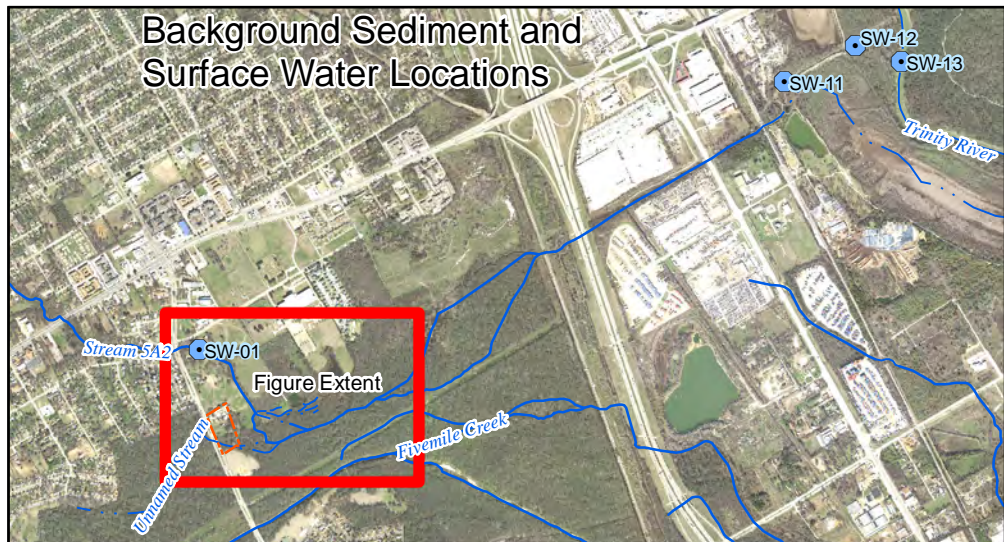 Background Sediment and
Surface Water Locations
SW-12
SW-13
SW-11
Trinity River
Stream 5A2
SW-01
Figure Extent
Unnamed Stream
Fivemile Creek